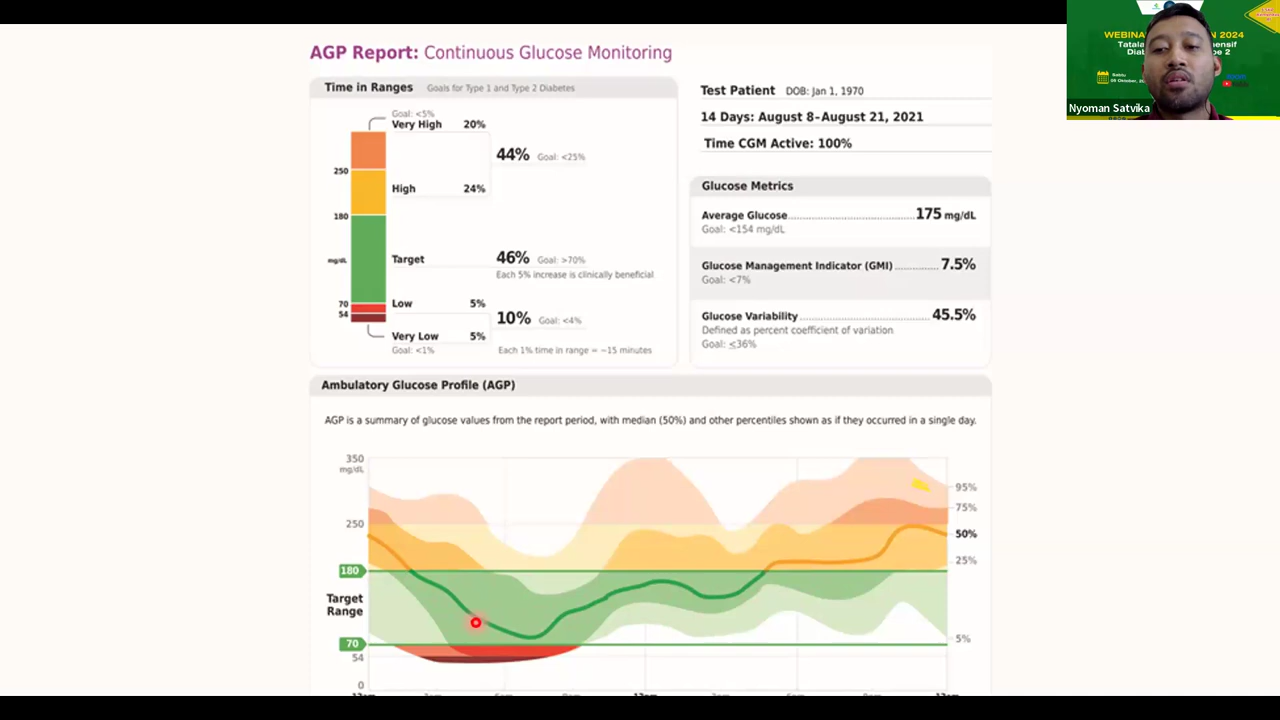 AGP Report: Continuous Glucose Monitoring
Time in Ranges Goals for Type 1 and Type 2 Diabetes
Goal: <5%
Very High 20%
44% Goal: <25%
250
High 24%
180
46% Goal: >70%
Target
mg/dL
Each 5% increase is clinically beneficial
70
Low 5%
54
10% Goal: <4%
Very Low 5%
Goal: <1%
Each 1% time in range = ~15 minutes
Test Patient DOB: Jan 1, 1970
14 Days: August 8–August 21, 2021
Time CGM Active: 100%
Glucose Metrics
Average Glucose 175 mg/dL
Goal: <154 mg/dL
Glucose Management Indicator (GMI) 7.5%
Goal: <7%
Glucose Variability 45.5%
Defined as percent coefficient of variation
Goal: ≤36%
Ambulatory Glucose Profile (AGP)
AGP is a summary of glucose values from the report period, with median (50%) and other percentiles shown as if they occurred in a single day.
350
mg/dL
95%
75%
250
50%
25%
180
Target
Range
70
5%
54
0
WEBINA 2024
Nyoman Satvika